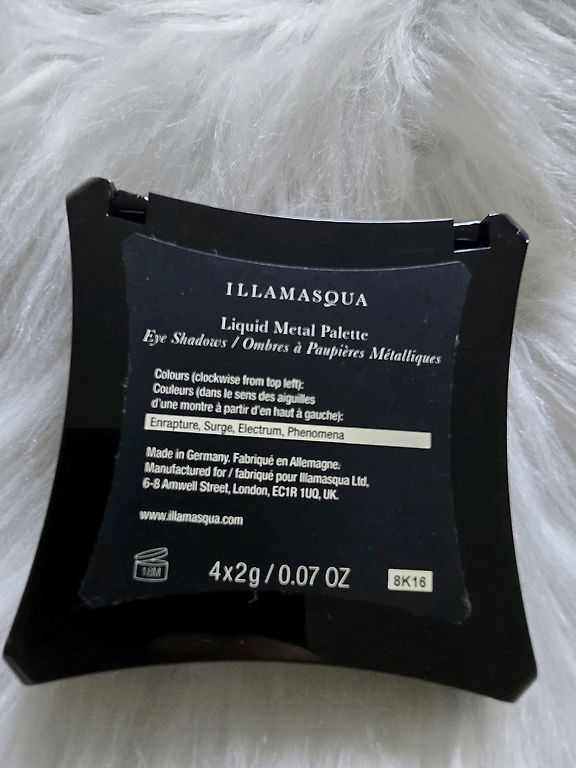 ILLAMASQUA
Liquid Metal Palette
Eye Shadows / Ombres à Paupières Métalliques
Colours (clockwise from top left):
Couleurs (dans le sens des aiguilles
d'une montre à partir d'en haut à gauche):
Enrapture, Surge, Electrum, Phenomena
Made in Germany. Fabriqué en Allemagne.
Manufactured for / fabriqué pour Illamasqua Ltd,
6-8 Amwell Street, London, EC1R 1UQ, UK.
www.illamasqua.com
18M
4x2g / 0.07 OZ
8K16